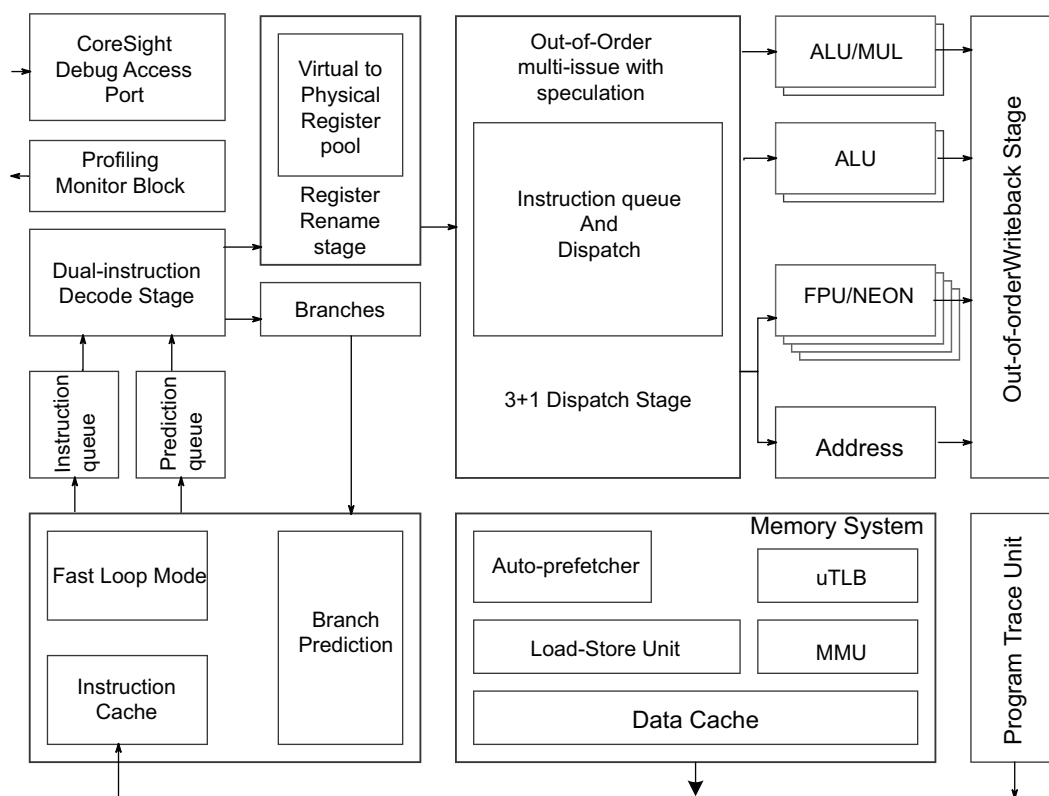 CoreSight
Debug Access
Port
Profiling
Monitor Block
Dual-instruction
Decode Stage
Instruction
queue
Prediction
queue
Virtual to
Physical
Register
pool
Register
Rename
stage
Branches
Out-of-Order
multi-issue with
speculation
Instruction queue
And
Dispatch
3+1 Dispatch Stage
ALU/MUL
ALU
FPU/NEON
Address
Out-of-orderWriteback Stage
Fast Loop Mode
Instruction
Cache
Branch
Prediction
Memory System
Auto-prefetcher
uTLB
Load-Store Unit
MMU
Data Cache
Program Trace Unit